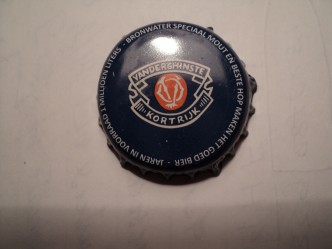 VANDERGHINSTE
KORTRIJK
BRONWATER SPECIAAL MOUT EN BESTE HOP MAKEN HET GOED BIER - JAREN IN VOORRAAD 1 MILLIOEN LITERS -